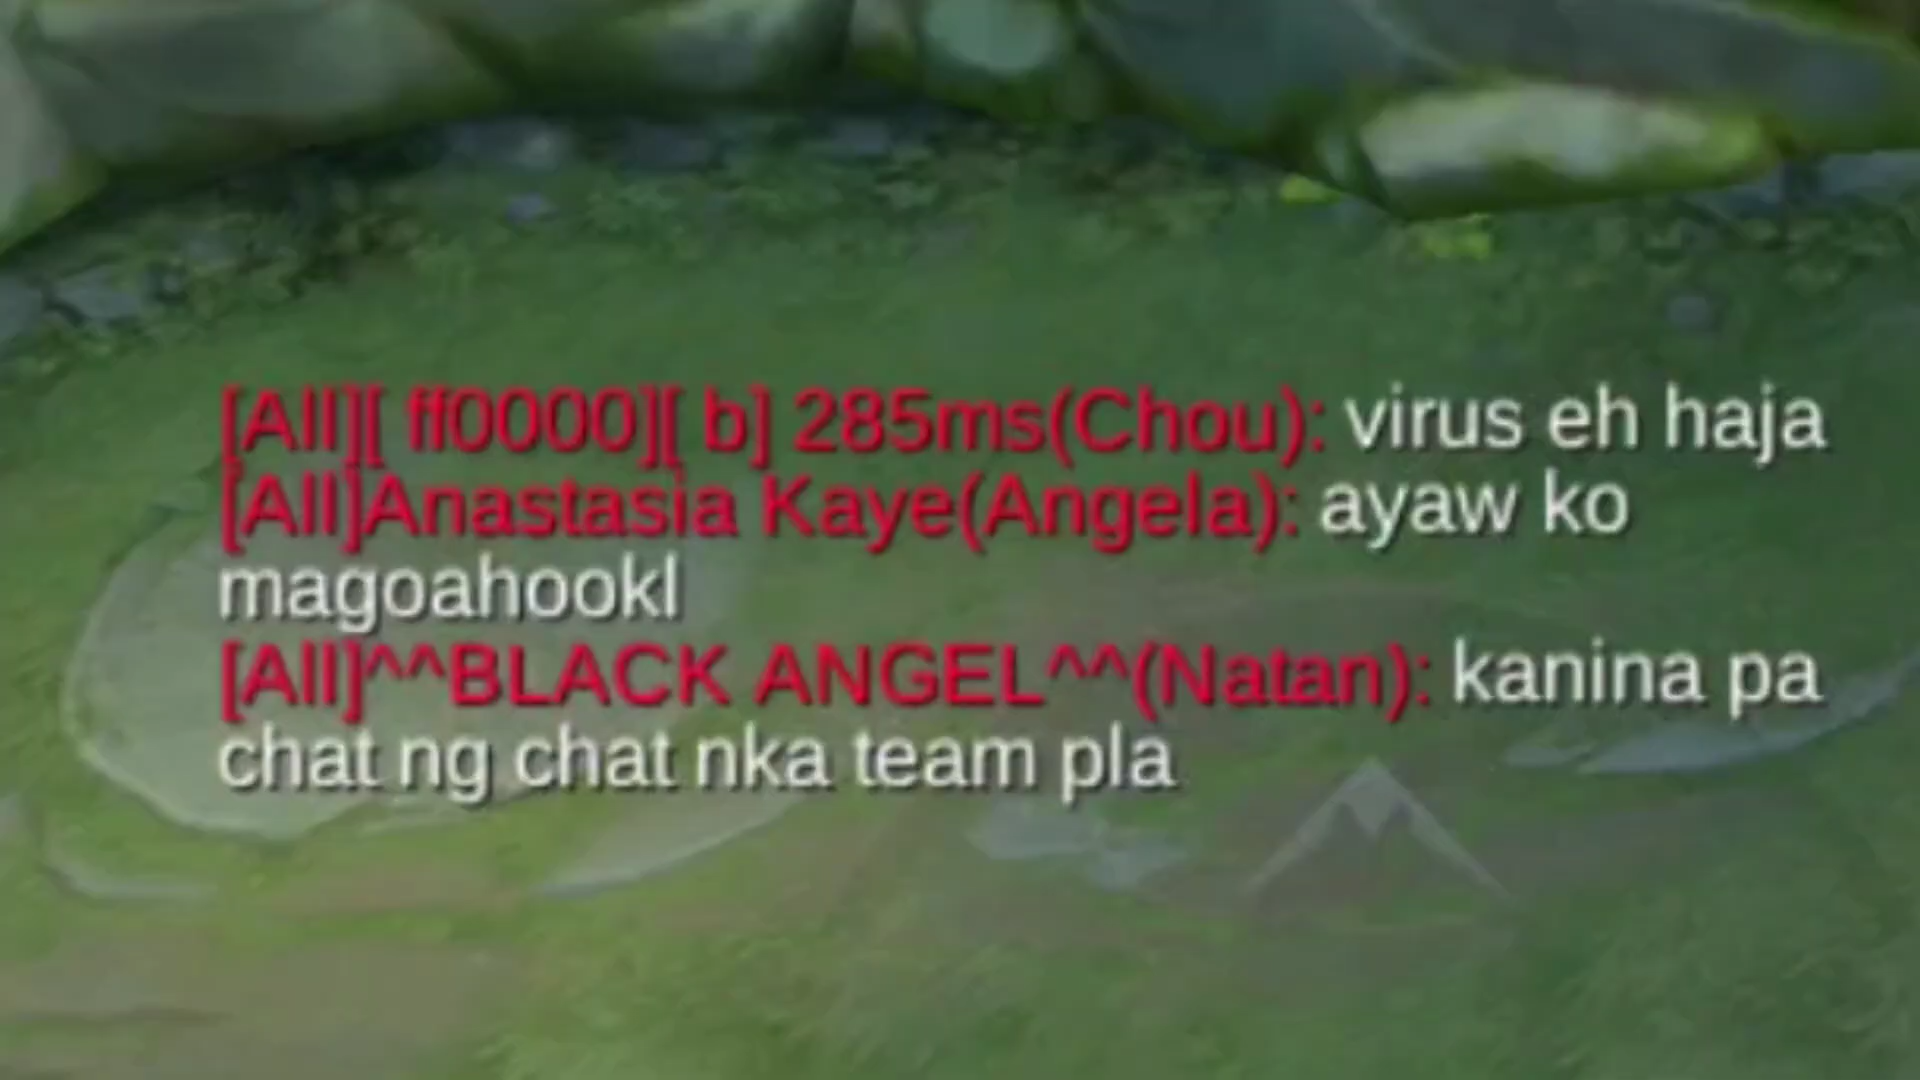 [All][ ff0000][ b] 285ms(Chou): virus eh haja
[All]Anastasia Kaye(Angela): ayaw ko
magoahookl
[All]^^BLACK ANGEL^^(Natan): kanina pa
chat ng chat nka team pla